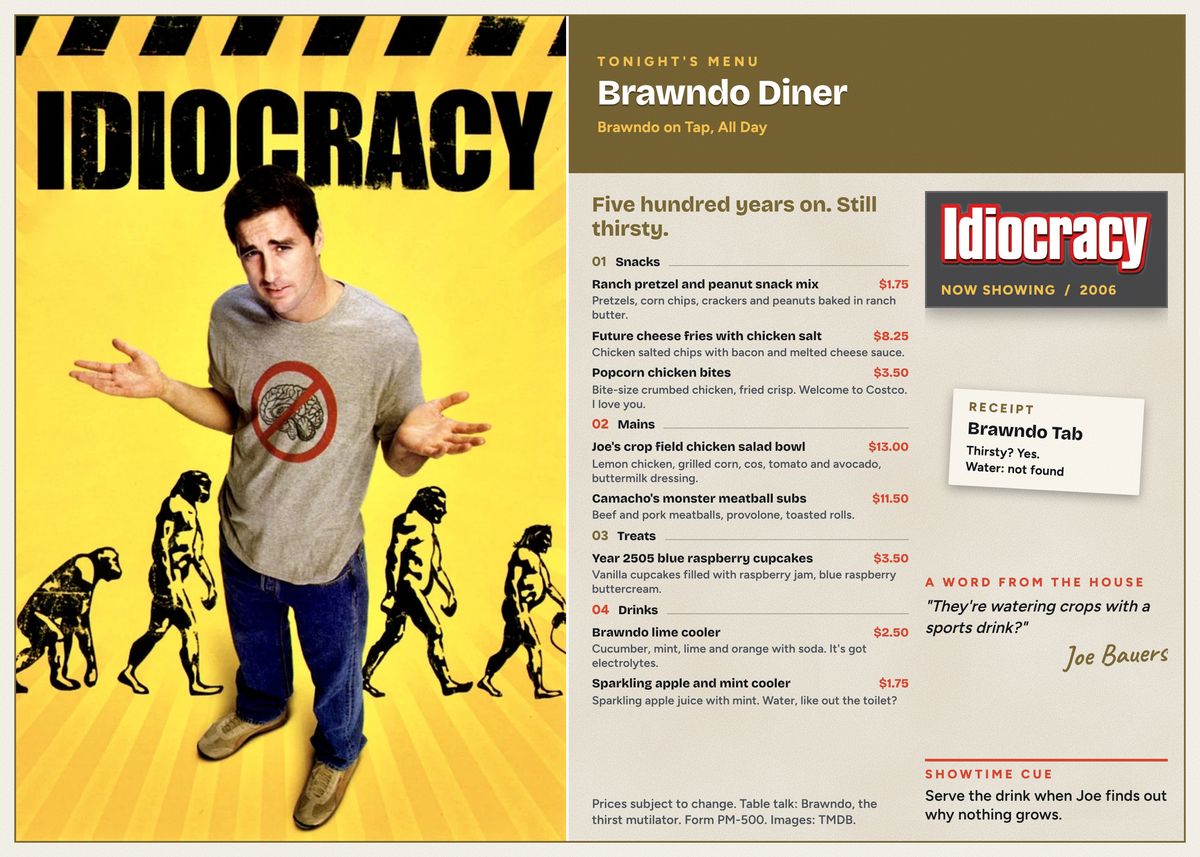 IDIOCRACY
TONIGHT'S MENU
Brawndo Diner
Brawndo on Tap, All Day
Five hundred years on. Still
thirsty.
01 Snacks
Ranch pretzel and peanut snack mix $1.75
Pretzels, corn chips, crackers and peanuts baked in ranch
butter.
Future cheese fries with chicken salt $8.25
Chicken salted chips with bacon and melted cheese sauce.
Popcorn chicken bites $3.50
Bite-size crumbed chicken, fried crisp. Welcome to Costco.
I love you.
02 Mains
Joe's crop field chicken salad bowl $13.00
Lemon chicken, grilled corn, cos, tomato and avocado,
buttermilk dressing.
Camacho's monster meatball subs $11.50
Beef and pork meatballs, provolone, toasted rolls.
03 Treats
Year 2505 blue raspberry cupcakes $3.50
Vanilla cupcakes filled with raspberry jam, blue raspberry
buttercream.
04 Drinks
Brawndo lime cooler $2.50
Cucumber, mint, lime and orange with soda. It's got
electrolytes.
Sparkling apple and mint cooler $1.75
Sparkling apple juice with mint. Water, like out the toilet?
Prices subject to change. Table talk: Brawndo, the
thirst mutilator. Form PM-500. Images: TMDB.
Idiocracy
NOW SHOWING / 2006
RECEIPT
Brawndo Tab
Thirsty? Yes.
Water: not found
A WORD FROM THE HOUSE
"They're watering crops with a
sports drink?"
Joe Bauers
SHOWTIME CUE
Serve the drink when Joe finds out
why nothing grows.